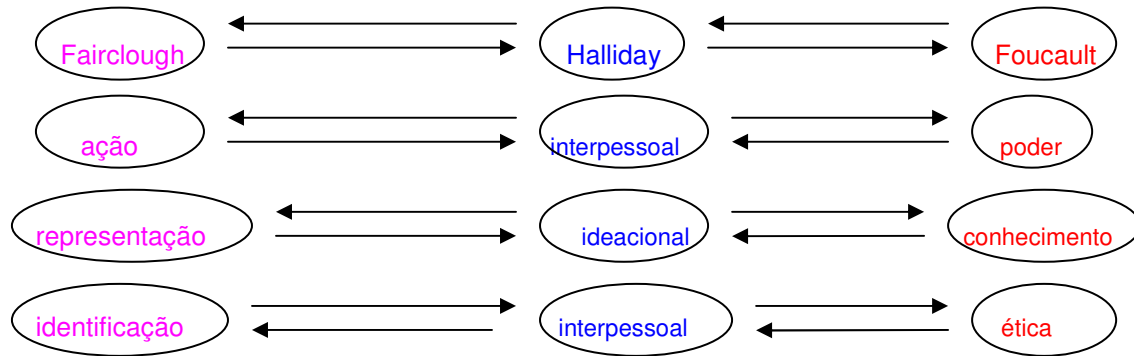 Fairclough Halliday Foucault
ação interpessoal poder
representação ideacional conhecimento
identificação interpessoal ética